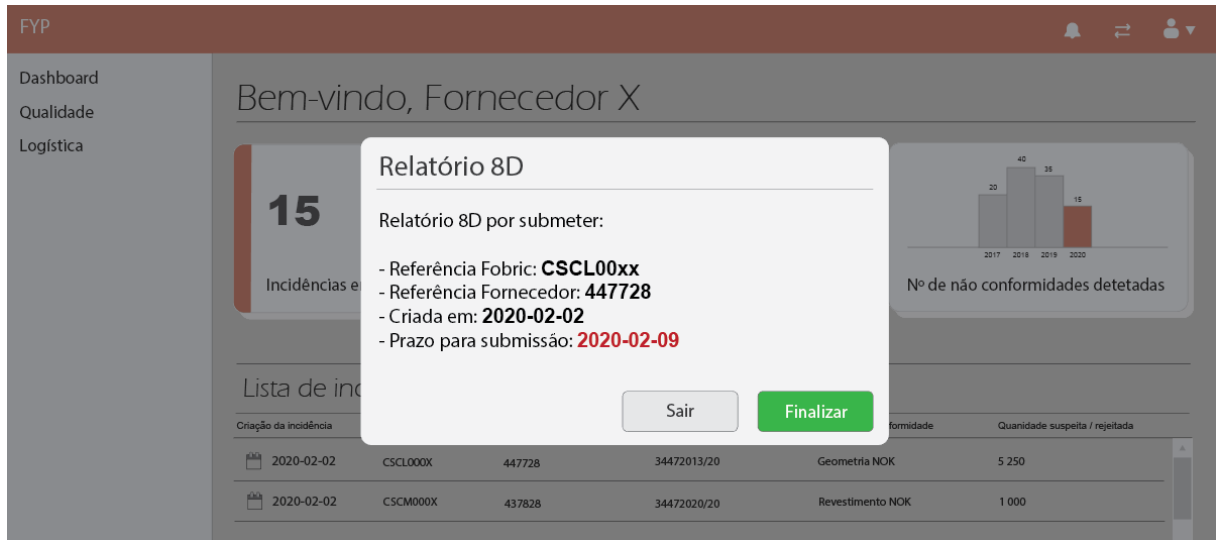 FYP
Dashboard
Qualidade
Logística
Bem-vindo, Fornecedor X
15
Incidências e
Relatório 8D
Relatório 8D por submeter:
- Referência Fobric: CSCL00xx
- Referência Fornecedor: 447728
- Criada em: 2020-02-02
- Prazo para submissão: 2020-02-09
Sair
Finalizar
40
35
20
15
2017 2018 2019 2020
Nº de não conformidades detetadas
Lista de in
Criação da incidência formidade Quanidade suspeita / rejeitada
2020-02-02 CSCL000X 447728 34472013/20 Geometria NOK 5 250
2020-02-02 CSCM000X 437828 34472020/20 Revestimento NOK 1 000